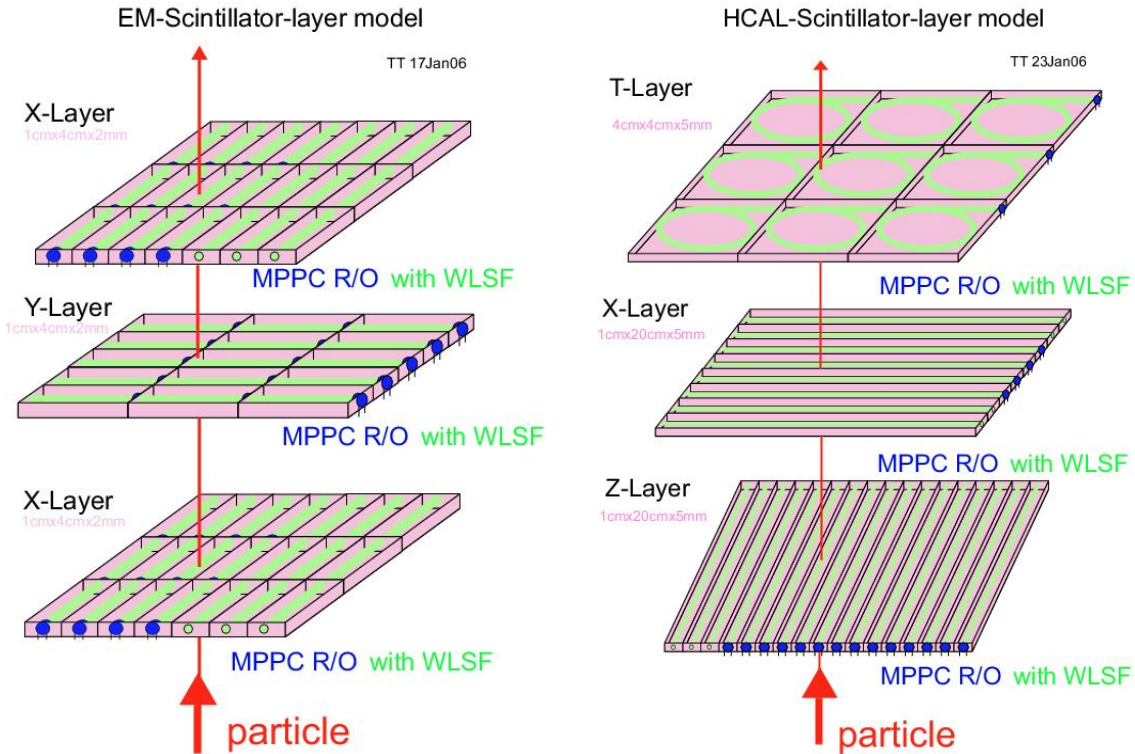 EM-Scintillator-layer model
TT 17Jan06
X-Layer
1cmx4cmx2mm
MPPC R/O with WLSF
Y-Layer
1cmx4cmx2mm
MPPC R/O with WLSF
X-Layer
1cmx4cmx2mm
MPPC R/O with WLSF
particle
HCAL-Scintillator-layer model
TT 23Jan06
T-Layer
4cmx4cmx5mm
MPPC R/O with WLSF
X-Layer
1cmx20cmx5mm
MPPC R/O with WLSF
Z-Layer
1cmx20cmx5mm
MPPC R/O with WLSF
particle